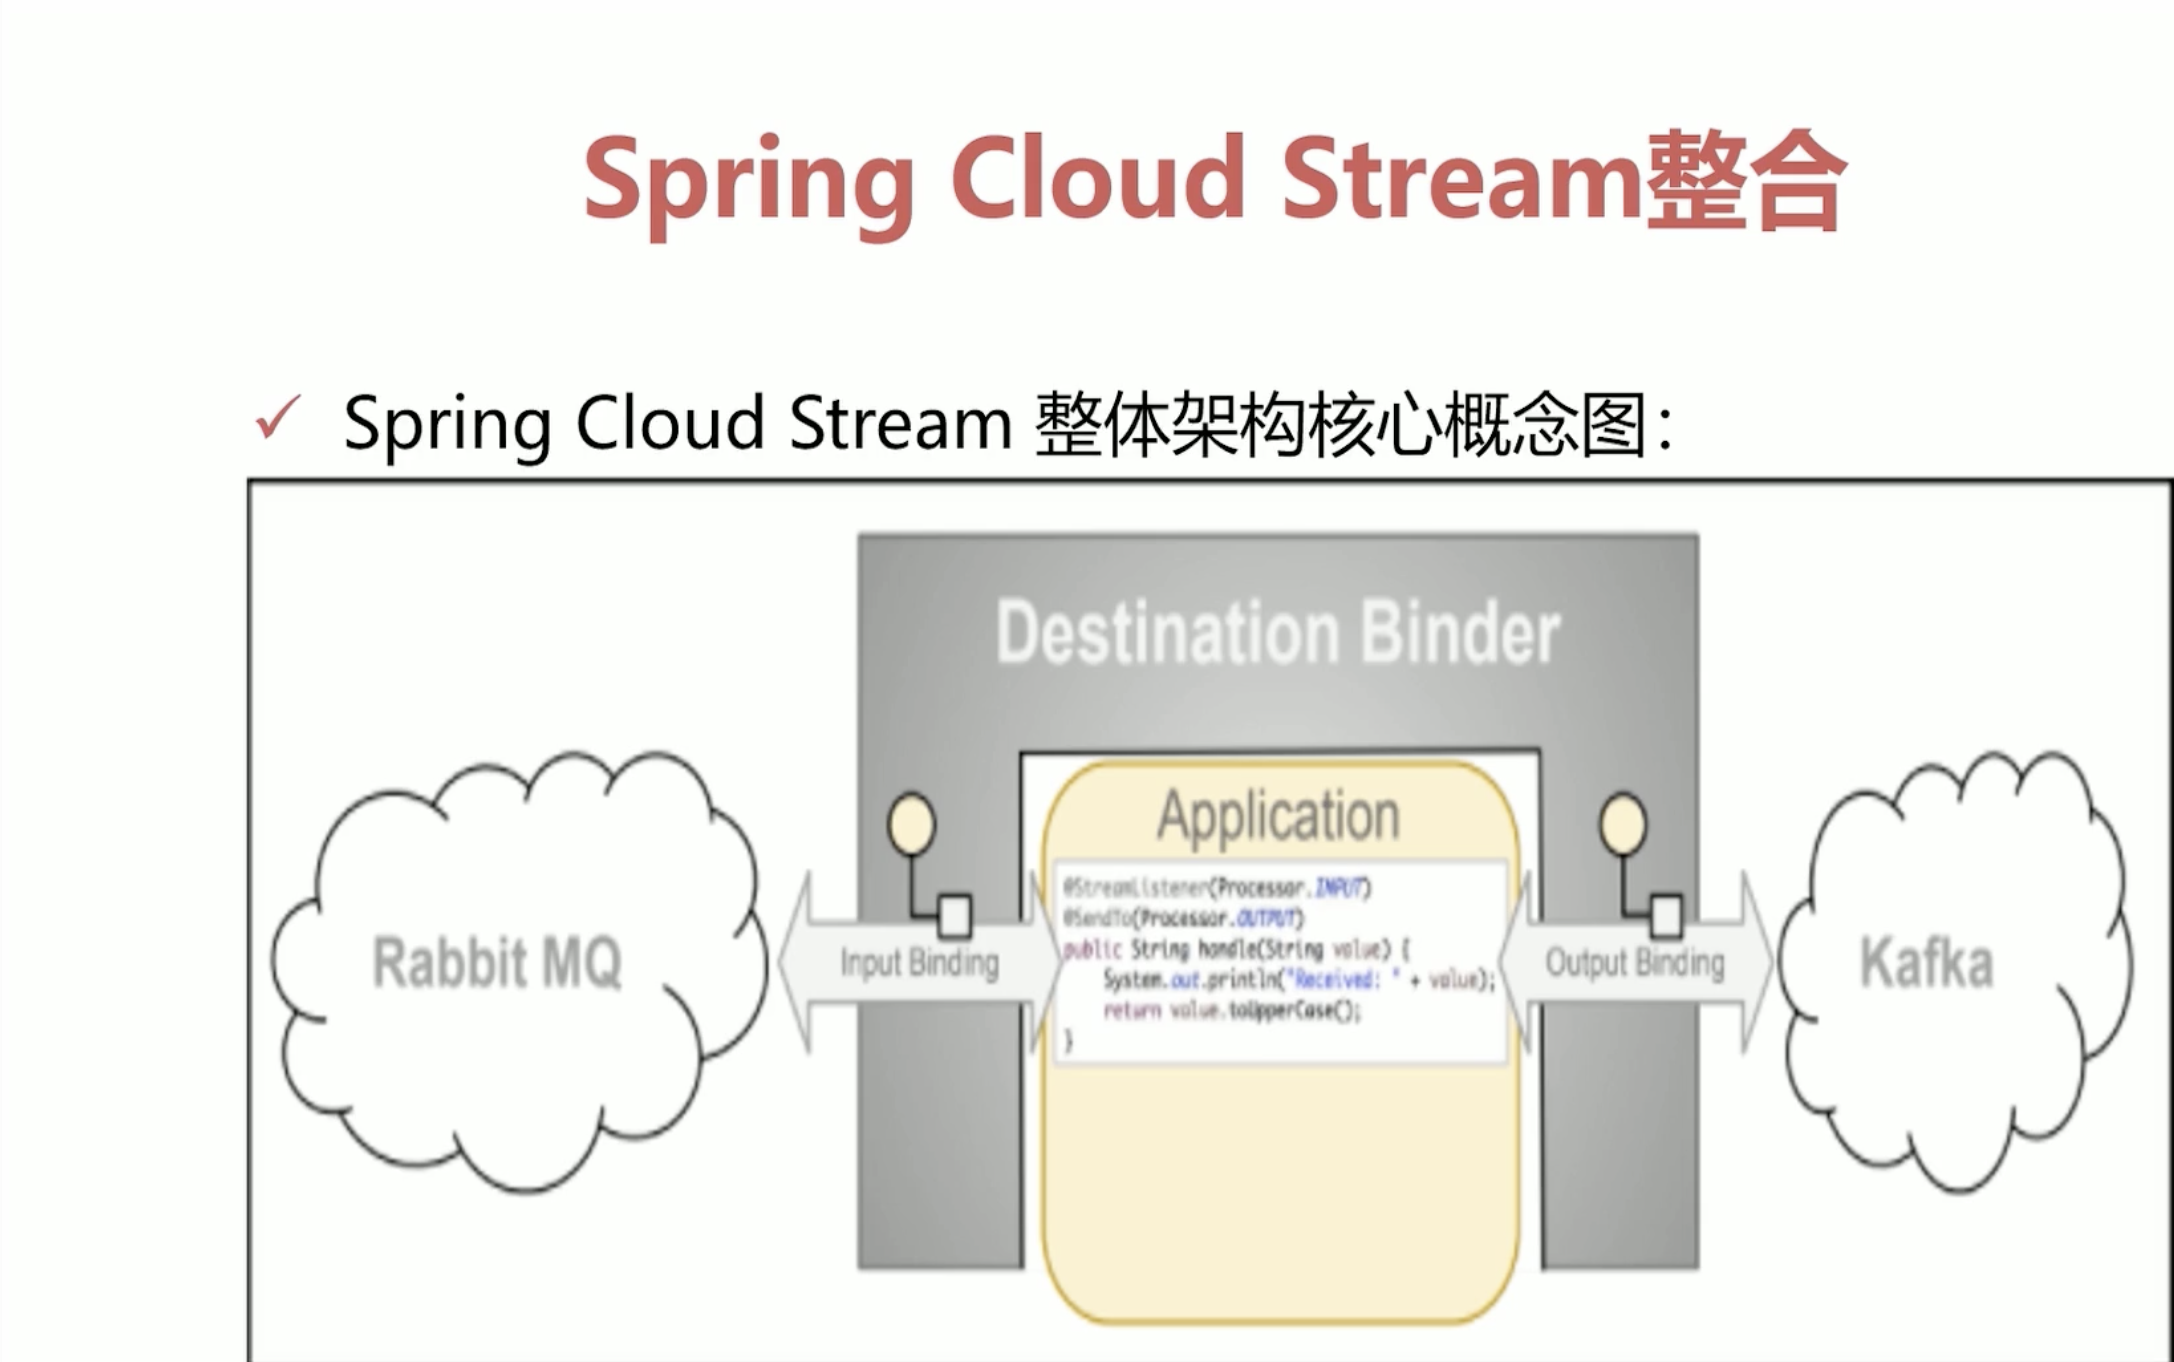 Spring Cloud Stream整合
Spring Cloud Stream 整体架构核心概念图：
Destination Binder
Application
@StreamListener(Processor.INPUT)
@SendTo(Processor.OUTPUT)
public String handle(String value) {
System.out.println("Received: " + value);
return value.toUpperCase();
}
Rabbit MQ
Input Binding
Output Binding
Kafka